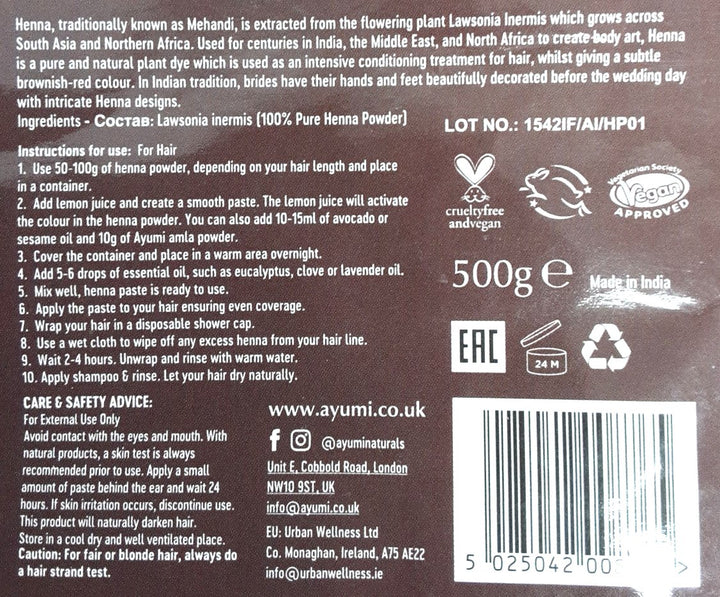 Henna, traditionally known as Mehandi, is extracted from the flowering plant Lawsonia Inermis which grows across
South Asia and Northern Africa. Used for centuries in India, the Middle East, and North Africa to create body art, Henna
is a pure and natural plant dye which is used as an intensive conditioning treatment for hair, whilst giving a subtle
brownish-red colour. In Indian tradition, brides have their hands and feet beautifully decorated before the wedding day
with intricate Henna designs.
Ingredients - Состав: Lawsonia inermis (100% Pure Henna Powder)
Instructions for use: For Hair
1. Use 50-100g of henna powder, depending on your hair length and place
in a container.
2. Add lemon juice and create a smooth paste. The lemon juice will activate
the colour in the henna powder. You can also add 10-15ml of avocado or
sesame oil and 10g of Ayumi amla powder.
3. Cover the container and place in a warm area overnight.
4. Add 5-6 drops of essential oil, such as eucalyptus, clove or lavender oil.
5. Mix well, henna paste is ready to use.
6. Apply the paste to your hair ensuring even coverage.
7. Wrap your hair in a disposable shower cap.
8. Use a wet cloth to wipe off any excess henna from your hair line.
9. Wait 2-4 hours. Unwrap and rinse with warm water.
10. Apply shampoo & rinse. Let your hair dry naturally.
CARE & SAFETY ADVICE:
For External Use Only
Avoid contact with the eyes and mouth. With
natural products, a skin test is always
recommended prior to use. Apply a small
amount of paste behind the ear and wait 24
hours. If skin irritation occurs, discontinue use.
This product will naturally darken hair.
Store in a cool dry and well ventilated place.
Caution: For fair or blonde hair, always do
a hair strand test.
www.ayumi.co.uk
@ayuminaturals
Unit E, Cobbold Road, London
NW10 9ST, UK
info@ayumi.co.uk
EU: Urban Wellness Ltd
Co. Monaghan, Ireland, A75 AE22
info@urbanwellness.ie
LOT NO.: 1542IF/AI/HP01
crueltyfree
andvegan
Vegetarian Society
Vegan
APPROVED
500g e
Made in India
EAC
24 M
5 025042 00 >